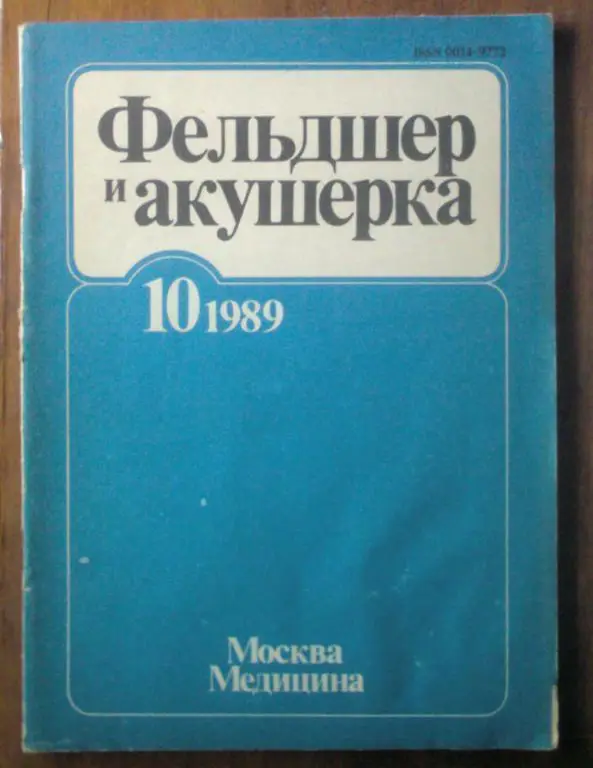 ISSN 0014-9772
Фельдшер
и акушерка
10 1989
Москва
Медицина